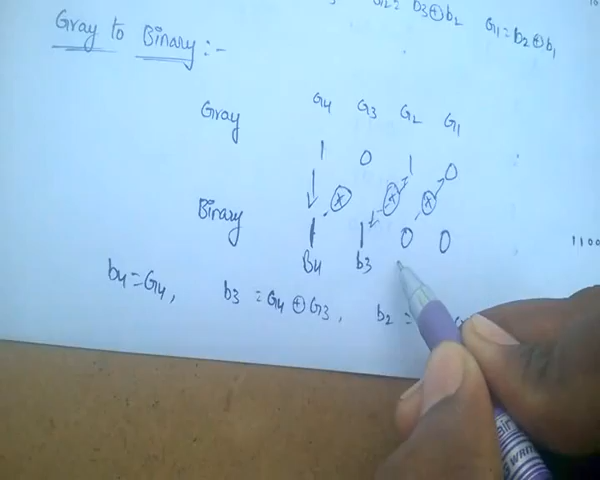 G2= b3⊕b2 G1=b2⊕b1
Gray to Binary:-
Gray G4 G3 G2 G1
1 0 1 0
Binary 1 1 0 0
B4 b3
1100
b4=G4, b3 = G4⊕G3, b2 =